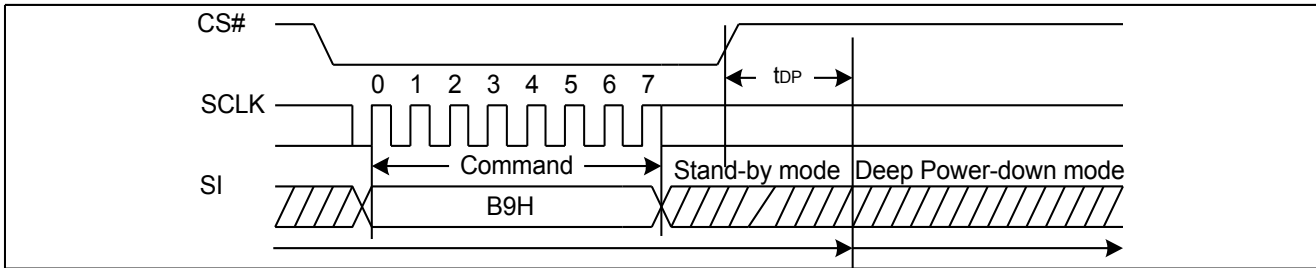 CS#
tDP
0 1 2 3 4 5 6 7
SCLK
Command
Stand-by mode
Deep Power-down mode
SI
B9H